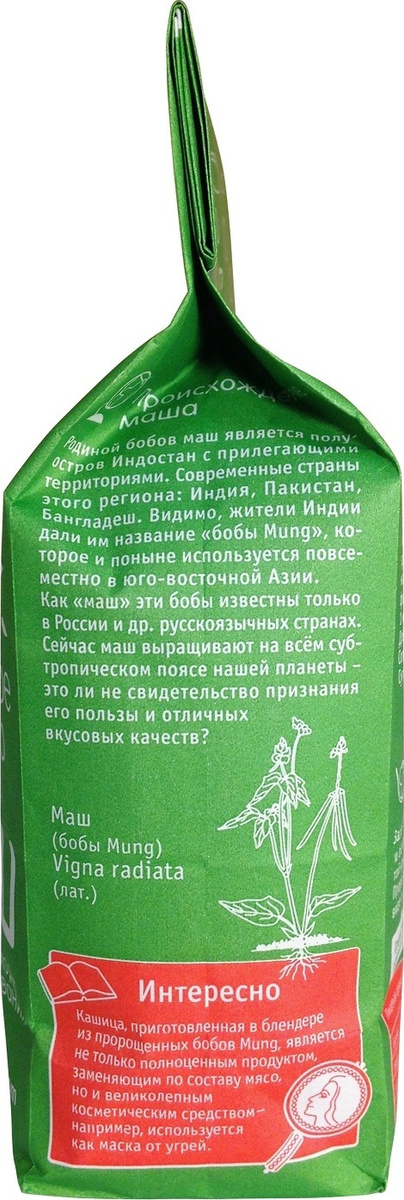 Происхожде
маша
Родиной бобов маш является полу-
остров Индостан с прилегающими
территориями. Современные страны
этого региона: Индия, Пакистан,
Бангладеш. Видимо, жители Индии
дали им название «бобы Mung», ко-
торое и поныне используется повсе-
местно в юго-восточной Азии.
Как «маш» эти бобы известны только
в России и др. русскоязычных странах.
Сейчас маш выращивают на всём суб-
тропическом поясе нашей планеты –
это ли не свидетельство признания
его пользы и отличных
вкусовых качеств?
Маш
(бобы Mung)
Vigna radiata
(лат.)
Интересно
Кашица, приготовленная в блендере
из пророщенных бобов Mung, является
не только полноценным продуктом,
заменяющим по составу мясо,
но и великолепным
косметическим средством–
например, используется
как маска от угрей.